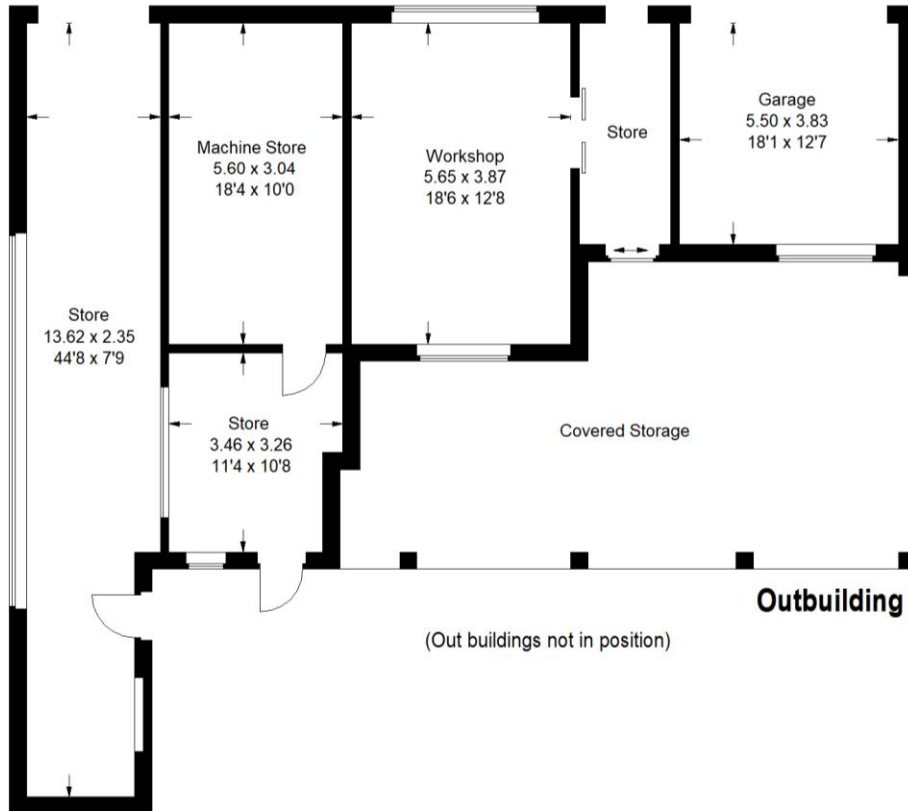 Garage
5.50 x 3.83
18'1 x 12'7
Store
Machine Store
5.60 x 3.04
18'4 x 10'0
Workshop
5.65 x 3.87
18'6 x 12'8
Store
13.62 x 2.35
44'8 x 7'9
Store
3.46 x 3.26
11'4 x 10'8
Covered Storage
Outbuilding
(Out buildings not in position)